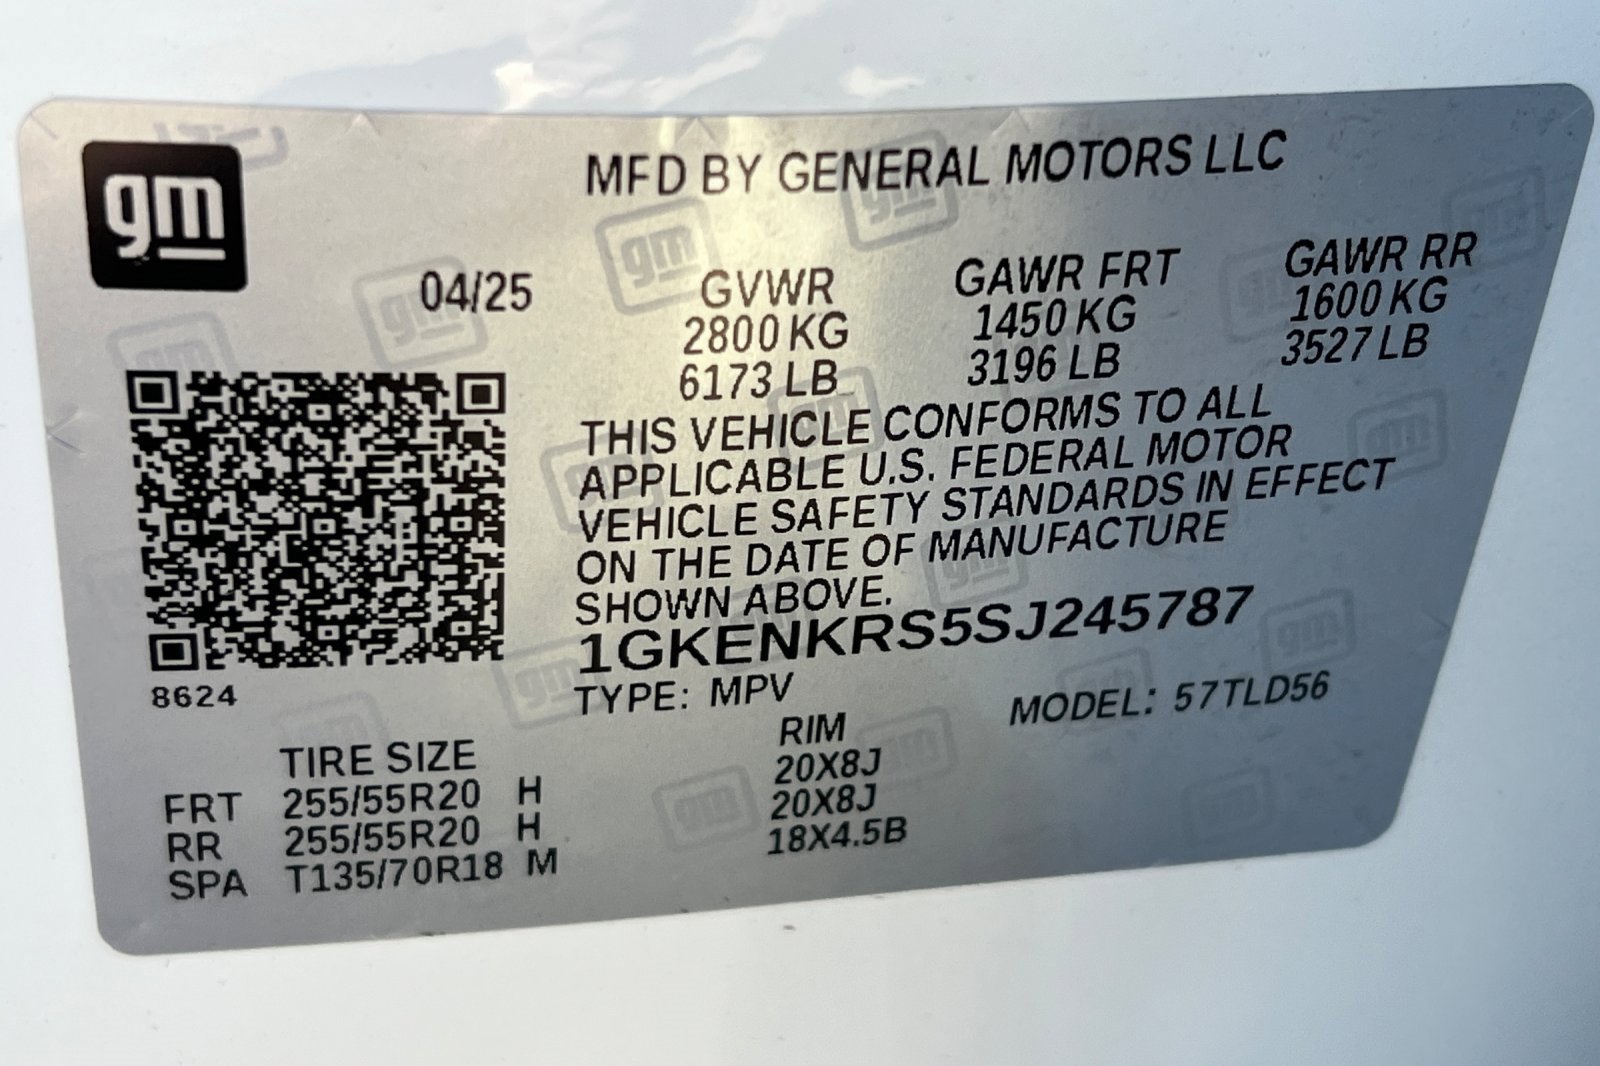 gm
MFD BY GENERAL MOTORS LLC
04/25
GVWR GAWR FRT GAWR RR
2800 KG 1450 KG 1600 KG
6173 LB 3196 LB 3527 LB
THIS VEHICLE CONFORMS TO ALL
APPLICABLE U.S. FEDERAL MOTOR
VEHICLE SAFETY STANDARDS IN EFFECT
ON THE DATE OF MANUFACTURE
SHOWN ABOVE.
1GKENKRS5SJ245787
8624
TYPE: MPV MODEL: 57TLD56
TIRE SIZE RIM
FRT 255/55R20 H 20X8J
RR 255/55R20 H 20X8J
SPA T135/70R18 M 18X4.5B